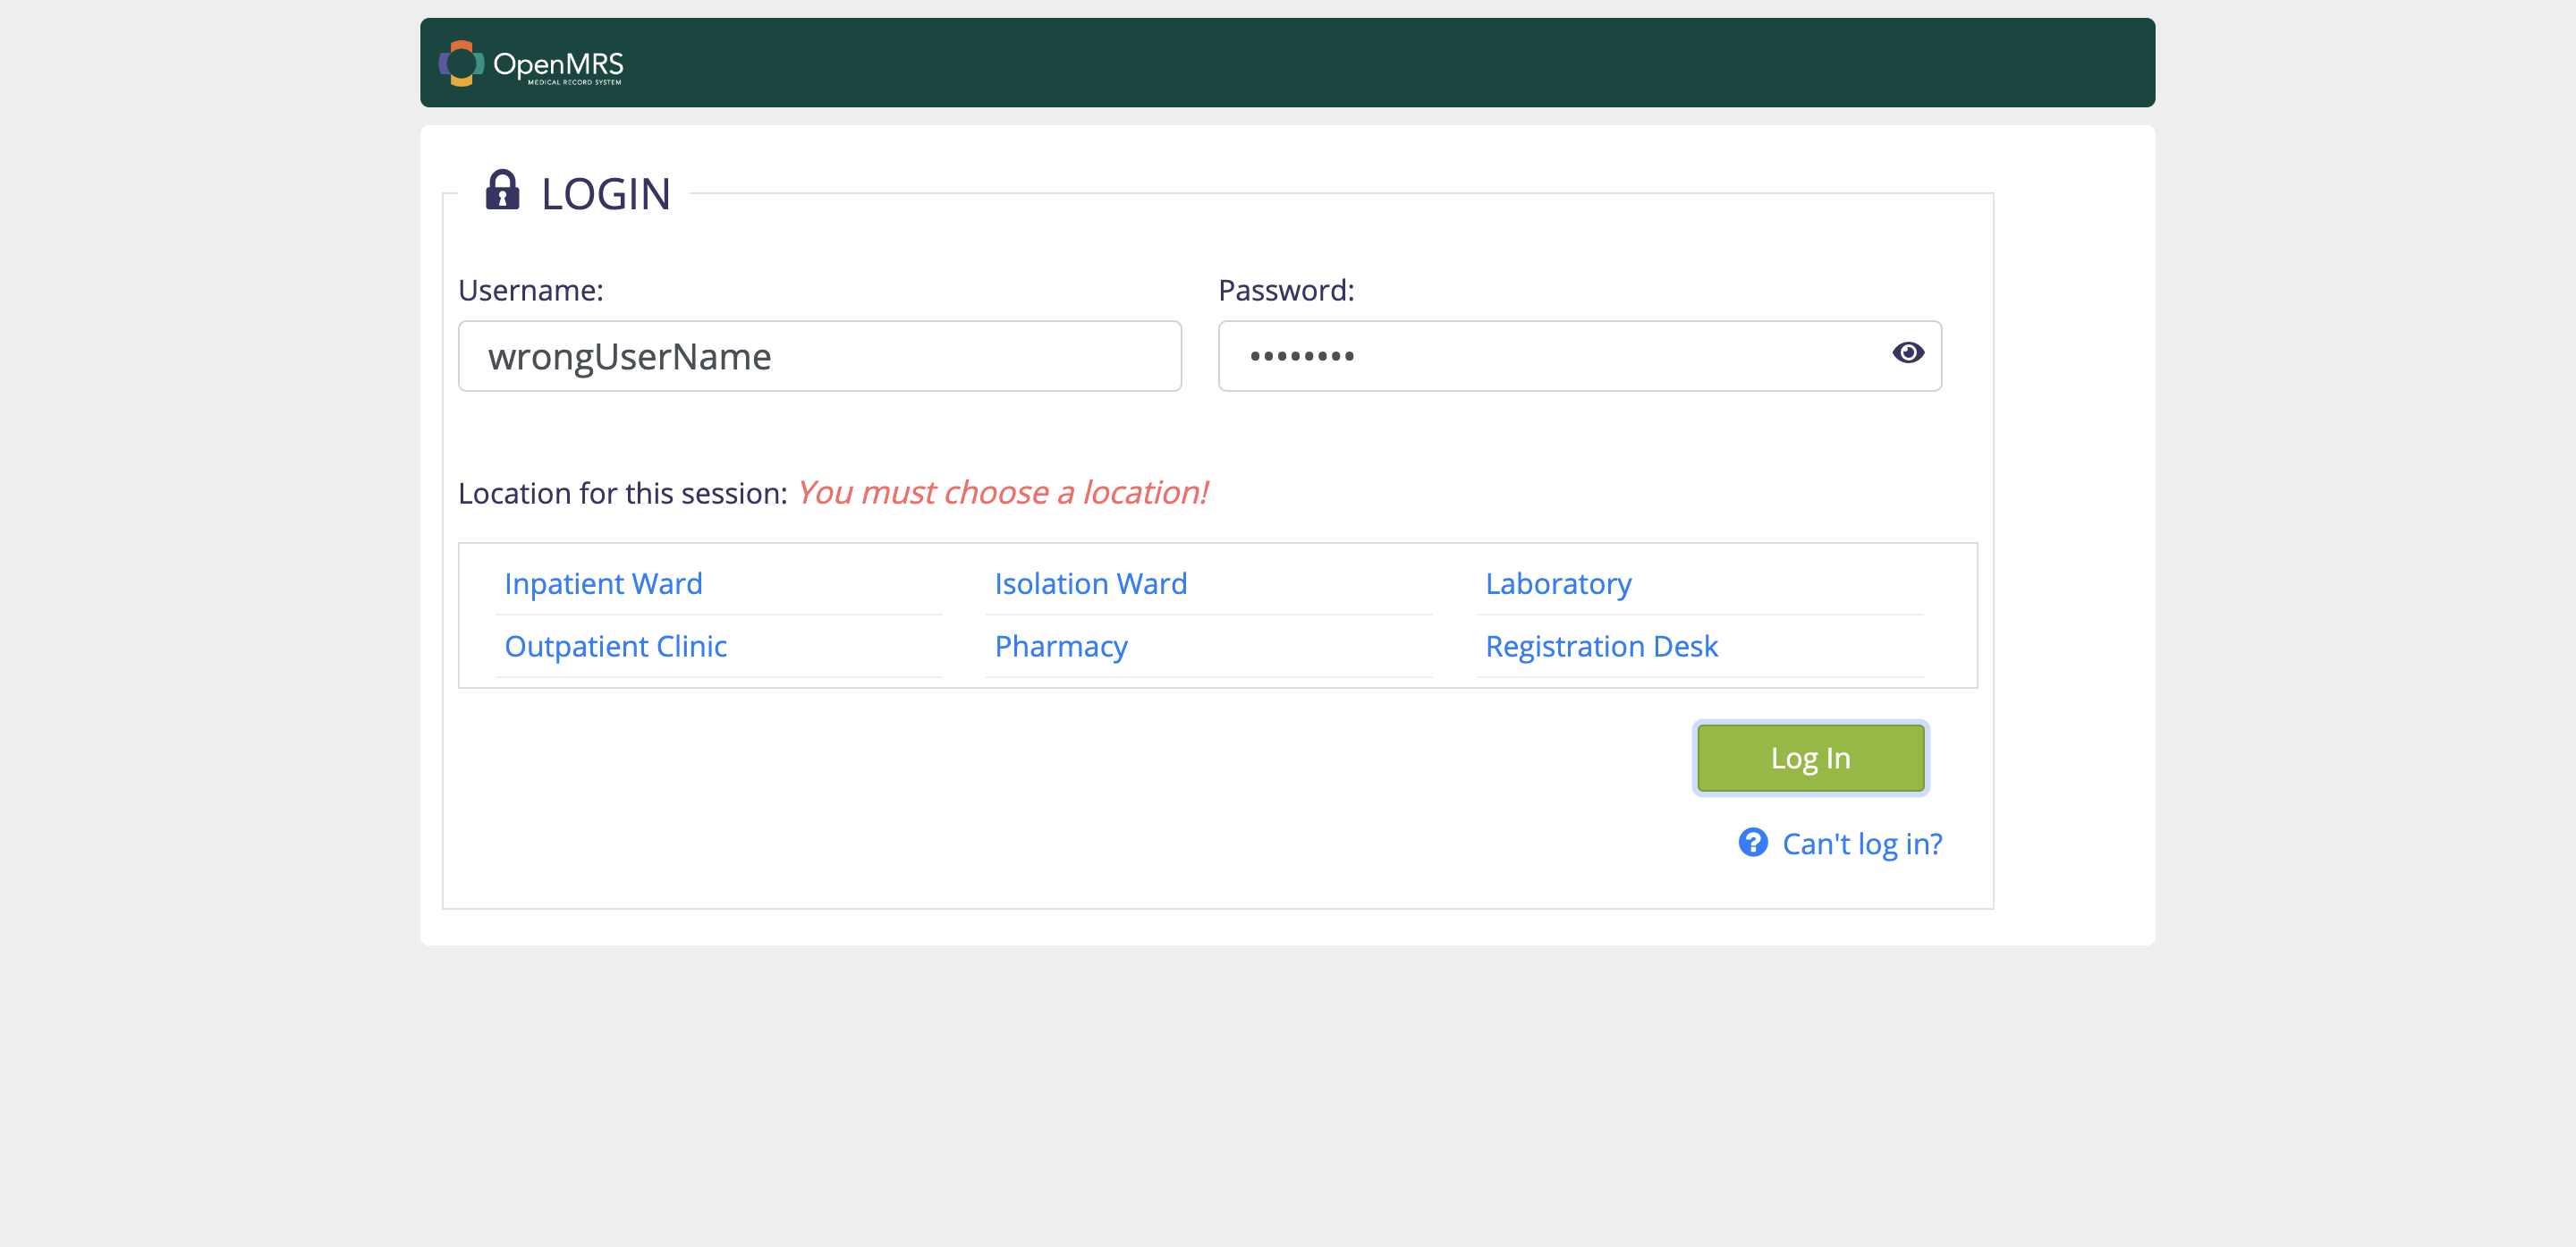 OpenMRS
MEDICAL RECORD SYSTEM
LOGIN
Username:
Password:
wrongUserName
••••••••
Location for this session: You must choose a location!
Inpatient Ward
Isolation Ward
Laboratory
Outpatient Clinic
Pharmacy
Registration Desk
Log In
? Can't log in?